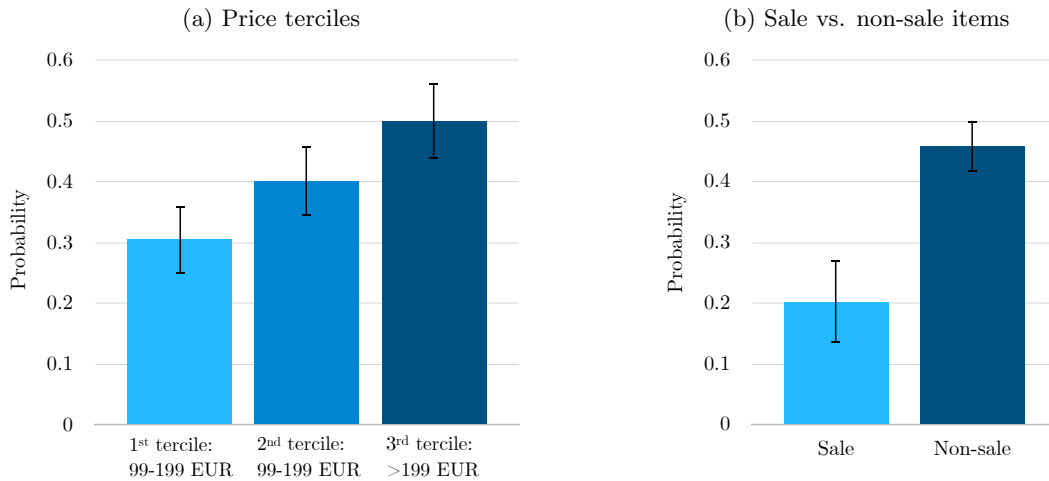 (a) Price terciles
Probability
0.6
0.5
0.4
0.3
0.2
0.1
0
1st tercile:
99-199 EUR
2nd tercile:
99-199 EUR
3rd tercile:
>199 EUR
(b) Sale vs. non-sale items
Probability
0.6
0.5
0.4
0.3
0.2
0.1
0
Sale
Non-sale